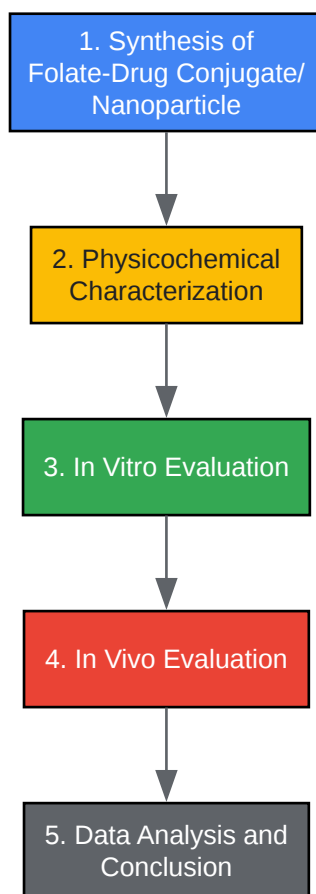 1. Synthesis of
Folate-Drug Conjugate/
Nanoparticle
2. Physicochemical
Characterization
3. In Vitro Evaluation
4. In Vivo Evaluation
5. Data Analysis and
Conclusion